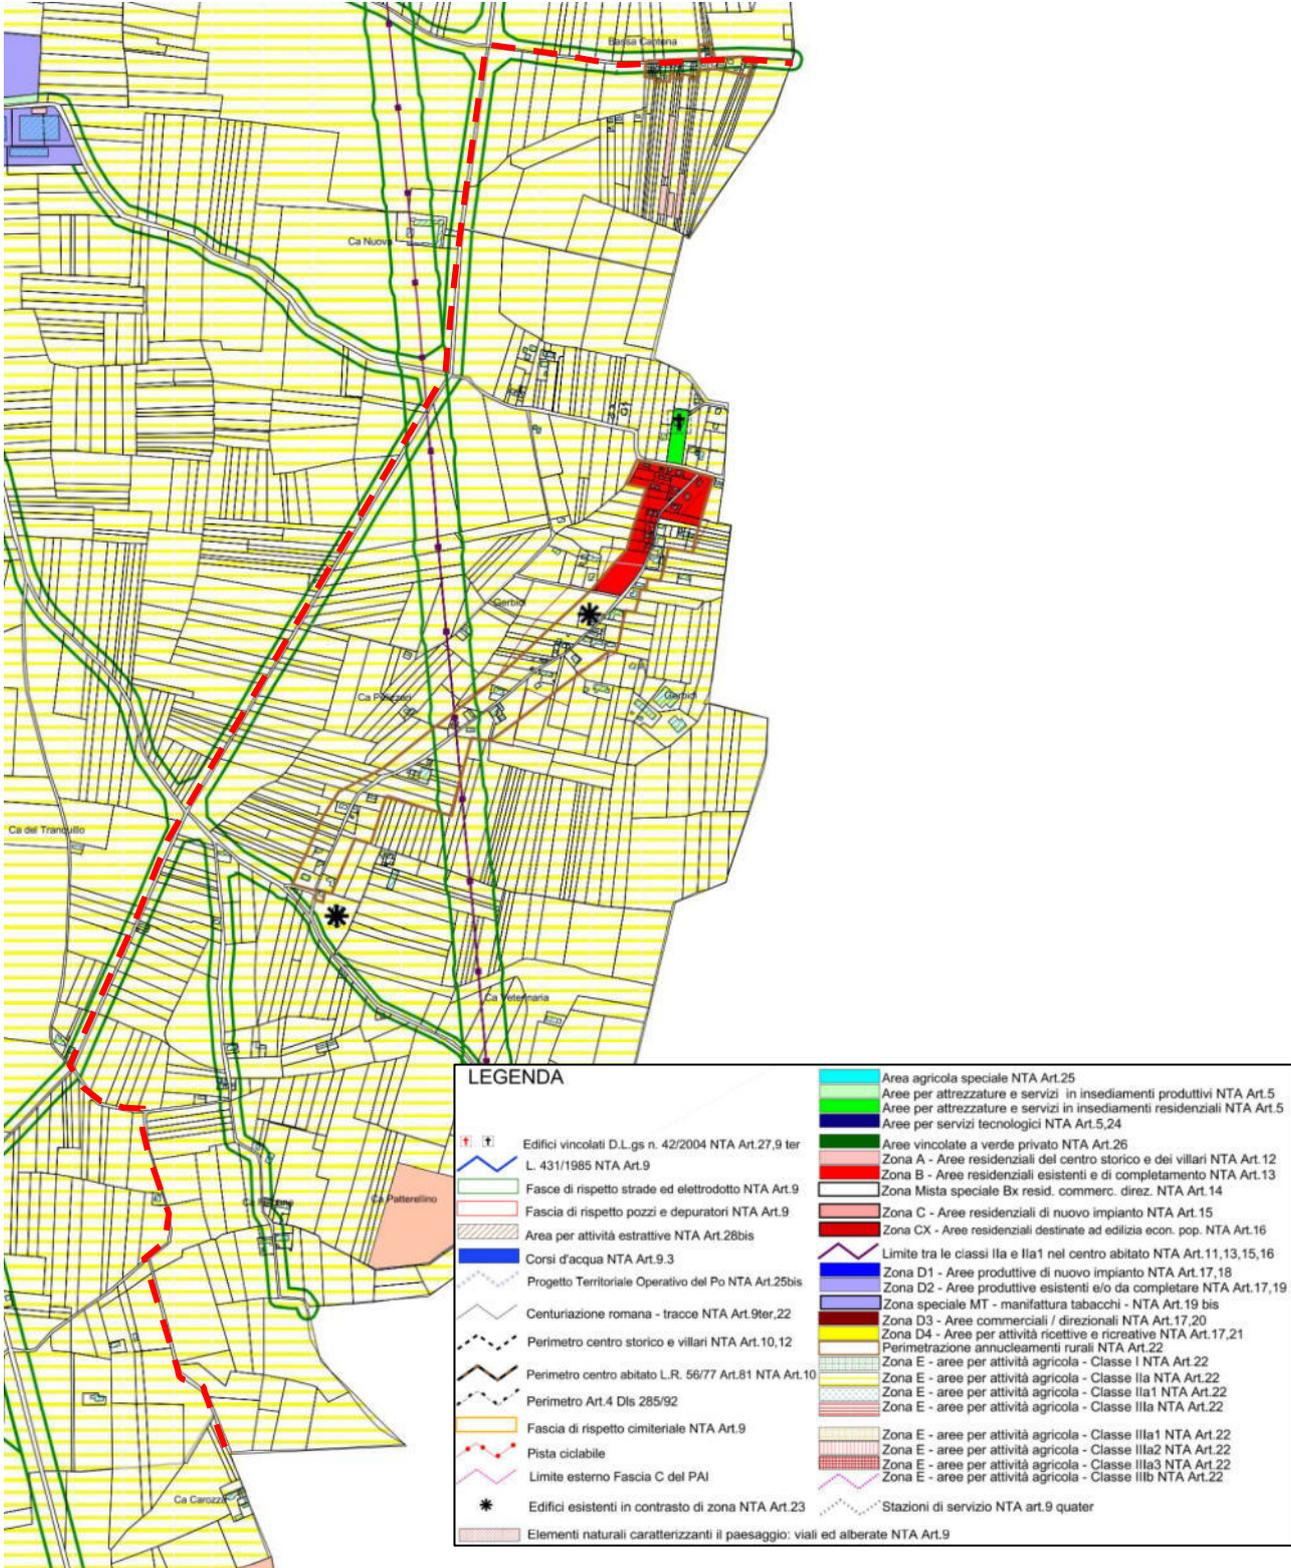 Bassa Cantona
Ca Nuova
Gerbidi
Ca Pelizzari
Gerbidi
Ca del Tranquillo
Ca Veterinaria
Ca Patterellino
Ca Carozza
LEGENDA
Edifici vincolati D.L.gs n. 42/2004 NTA Art.27,9 ter
L. 431/1985 NTA Art.9
Fasce di rispetto strade ed elettrodotto NTA Art.9
Fascia di rispetto pozzi e depuratori NTA Art.9
Area per attività estrattive NTA Art.28bis
Corsi d'acqua NTA Art.9.3
Progetto Territoriale Operativo del Po NTA Art.25bis
Centuriazione romana - tracce NTA Art.9ter,22
Perimetro centro storico e villari NTA Art.10,12
Perimetro centro abitato L.R. 56/77 Art.81 NTA Art.10
Perimetro Art.4 Dls 285/92
Fascia di rispetto cimiteriale NTA Art.9
Pista ciclabile
Limite esterno Fascia C del PAI
Edifici esistenti in contrasto di zona NTA Art.23
Elementi naturali caratterizzanti il paesaggio: viali ed alberate NTA Art.9
Area agricola speciale NTA Art.25
Aree per attrezzature e servizi in insediamenti produttivi NTA Art.5
Aree per attrezzature e servizi in insediamenti residenziali NTA Art.5
Aree per servizi tecnologici NTA Art.5,24
Aree vincolate a verde privato NTA Art.26
Zona A - Aree residenziali del centro storico e dei villari NTA Art.12
Zona B - Aree residenziali esistenti e di completamento NTA Art.13
Zona Mista speciale Bx resid. commerc. direz. NTA Art.14
Zona C - Aree residenziali di nuovo impianto NTA Art.15
Zona CX - Aree residenziali destinate ad edilizia econ. pop. NTA Art.16
Limite tra le classi IIa e IIa1 nel centro abitato NTA Art.11,13,15,16
Zona D1 - Aree produttive di nuovo impianto NTA Art.17,18
Zona D2 - Aree produttive esistenti e/o da completare NTA Art.17,19
Zona speciale MT - manifattura tabacchi - NTA Art.19 bis
Zona D3 - Aree commerciali / direzionali NTA Art.17,20
Zona D4 - Aree per attività ricettive e ricreative NTA Art.17,21
Perimetrazione annucleamenti rurali NTA Art.22
Zona E - aree per attività agricola - Classe I NTA Art.22
Zona E - aree per attività agricola - Classe IIa NTA Art.22
Zona E - aree per attività agricola - Classe IIa1 NTA Art.22
Zona E - aree per attività agricola - Classe IIIa NTA Art.22
Zona E - aree per attività agricola - Classe IIIa1 NTA Art.22
Zona E - aree per attività agricola - Classe IIIa2 NTA Art.22
Zona E - aree per attività agricola - Classe IIIa3 NTA Art.22
Zona E - aree per attività agricola - Classe IIIb NTA Art.22
Stazioni di servizio NTA art.9 quater